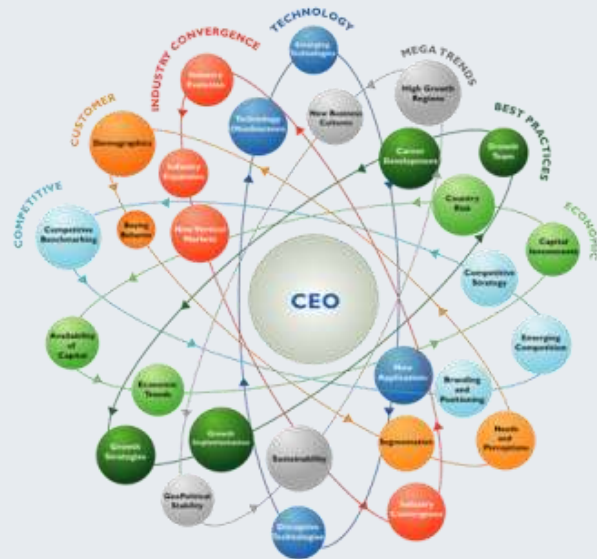 TECHNOLOGY
INDUSTRY CONVERGENCE
MEGA TRENDS
CUSTOMER
BEST PRACTICES
COMPETITIVE
ECONOMIC
Emerging
Technologies
Industry
Evolution
High Growth
Regions
New Business
Cultures
Technology
Obsolescence
Demographics
Career
Development
Growth
Team
Industry
Expansion
Country
Risk
Competitive
Benchmarking
Buying
Behavior
New Vertical
Markets
Capital
Investments
Competitive
Strategy
CEO
Availability
of
Capital
Emerging
Competition
Economic
Trends
New
Applications
Branding
and
Positioning
Growth
Strategies
Growth
Implementation
Sustainability
Segmentation
Needs
and
Perceptions
GeoPolitical
Stability
Disruptive
Technologies
Industry
Convergence